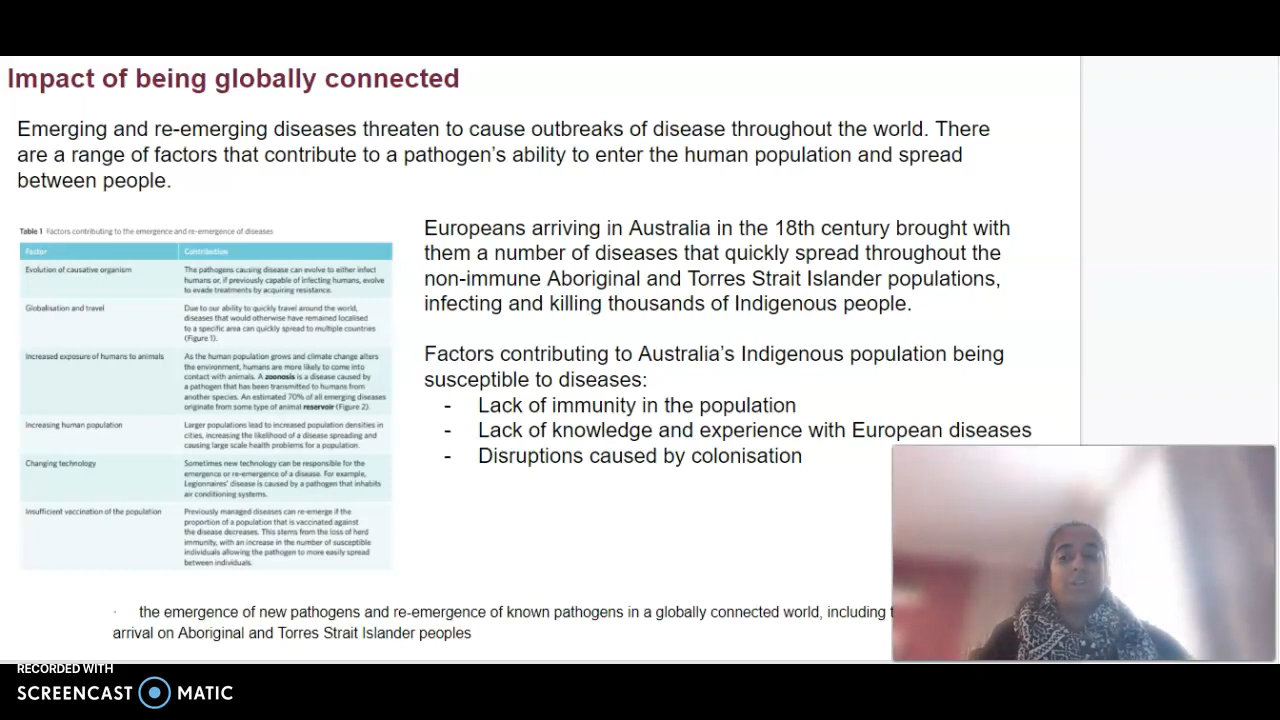 Impact of being globally connected
Emerging and re-emerging diseases threaten to cause outbreaks of disease throughout the world. There
are a range of factors that contribute to a pathogen's ability to enter the human population and spread
between people.
Table 1 Factors contributing to the emergence and re-emergence of diseases
Factor Contribution
Evolution of causative organism The pathogens causing disease can evolve to either infect
humans or, if previously capable of infecting humans, evolve
to evade treatments by acquiring resistance.
Globalisation and travel Due to our ability to quickly travel around the world,
diseases that would otherwise have remained localised
to a specific area can quickly spread to multiple countries
(Figure 1).
Increased exposure of humans to animals As the human population grows and climate change alters
the environment, humans are more likely to come into
contact with animals. A zoonosis is a disease caused by
a pathogen that has been transmitted to humans from
another species. An estimated 70% of all emerging diseases
originate from some type of animal reservoir (Figure 2).
Increasing human population Larger populations lead to increased population densities in
cities, increasing the likelihood of a disease spreading and
causing large scale health problems for a population.
Changing technology Sometimes new technology can be responsible for the
emergence or re-emergence of a disease. For example,
Legionnaires' disease is caused by a pathogen that inhabits
air conditioning systems.
Insufficient vaccination of the population Previously managed diseases can re-emerge if the
proportion of a population that is vaccinated against
the disease decreases. This stems from the loss of herd
immunity, with an increase in the number of susceptible
individuals allowing the pathogen to more easily spread
between individuals.
Europeans arriving in Australia in the 18th century brought with
them a number of diseases that quickly spread throughout the
non-immune Aboriginal and Torres Strait Islander populations,
infecting and killing thousands of Indigenous people.
Factors contributing to Australia's Indigenous population being
susceptible to diseases:
- Lack of immunity in the population
- Lack of knowledge and experience with European diseases
- Disruptions caused by colonisation
· the emergence of new pathogens and re-emergence of known pathogens in a globally connected world, including
arrival on Aboriginal and Torres Strait Islander peoples
RECORDED WITH
SCREENCAST MATIC